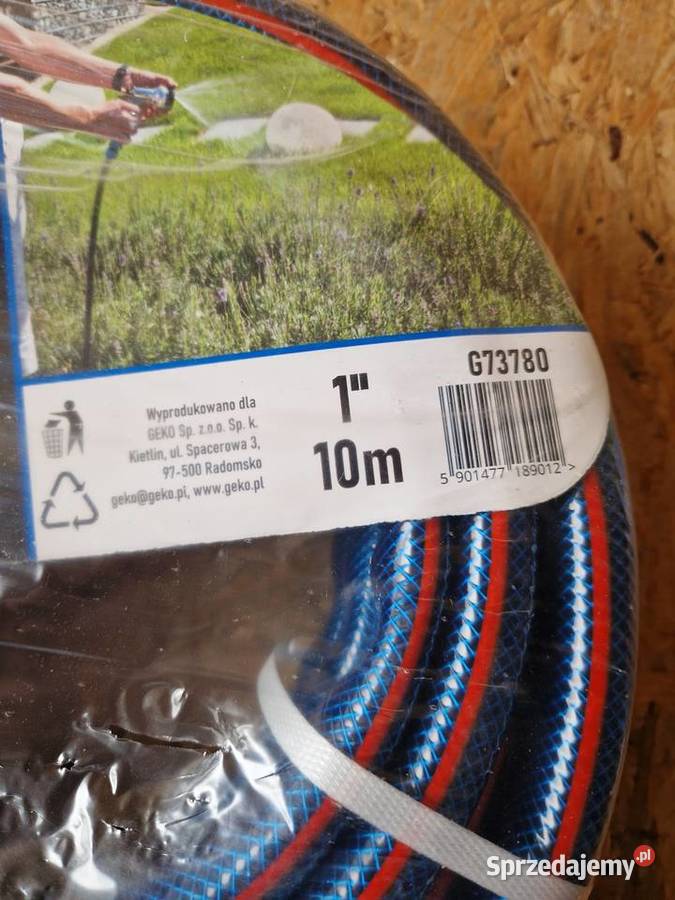 Wyprodukowano dla
GEKO Sp. z.o.o. Sp. k.
Kietlin, ul. Spacerowa 3,
97-500 Radomsko
geko@geko.pl, www.geko.pl
1"
10m
G73780
5 901477 189012 >
Sprzedajemy.pl